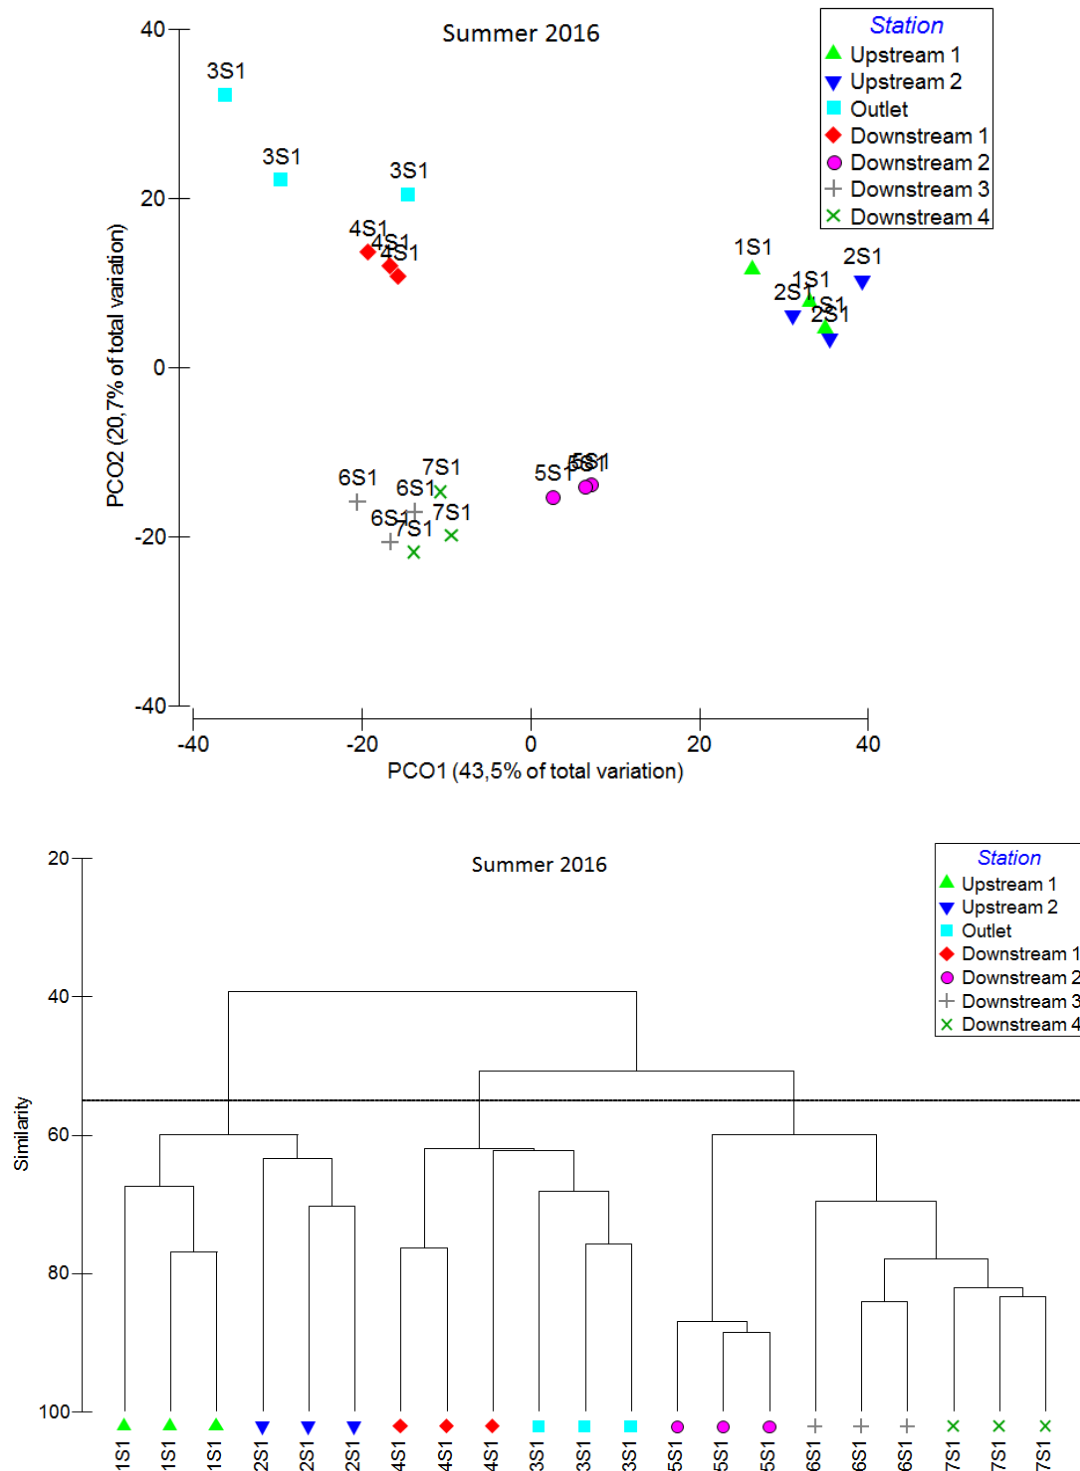 Summer 2016
Station
Upstream 1
Upstream 2
Outlet
Downstream 1
Downstream 2
Downstream 3
Downstream 4
40
20
0
-20
-40
PCO2 (20,7% of total variation)
3S1
3S1
3S1
4S1
4S1
4S1
1S1
2S1
1S1
2S1
1S1
2S1
7S1
5S1
5S1
5S1
6S1
6S1
7S1
6S1
7S1
-40
-20
0
20
40
PCO1 (43,5% of total variation)
Summer 2016
Station
Upstream 1
Upstream 2
Outlet
Downstream 1
Downstream 2
Downstream 3
Downstream 4
20
40
60
80
100
Similarity
1S1
1S1
1S1
2S1
2S1
2S1
4S1
4S1
4S1
3S1
3S1
3S1
5S1
5S1
5S1
6S1
6S1
6S1
7S1
7S1
7S1